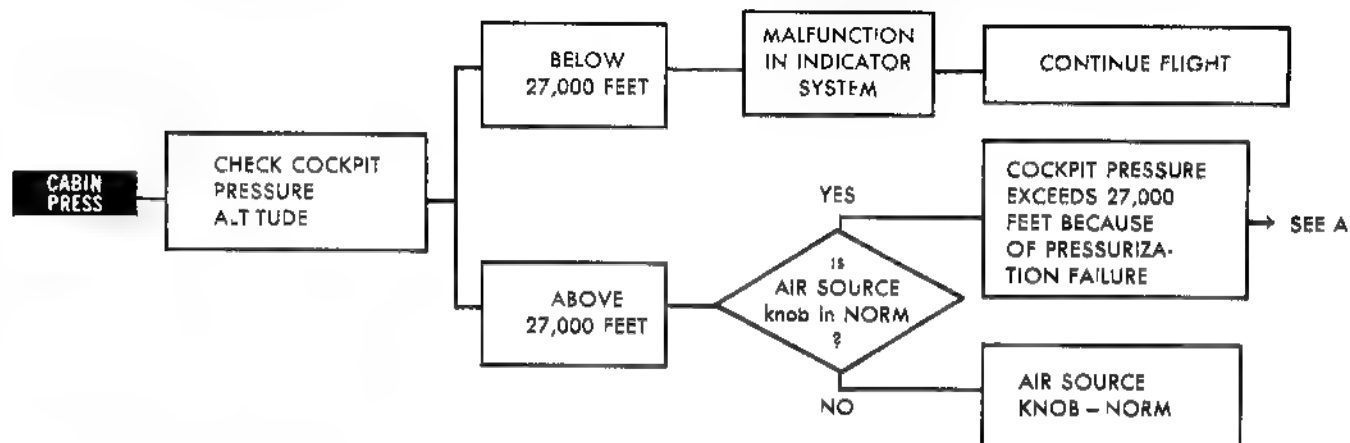 CABIN
PRESS
CHECK COCKPIT
PRESSURE
ALT TUDE
BELOW
27,000 FEET
MALFUNCTION
IN INDICATOR
SYSTEM
CONTINUE FLIGHT
ABOVE
27,000 FEET
IS
AIR SOURCE
knob in NORM
?
YES
COCKPIT PRESSURE
EXCEEDS 27,000
FEET BECAUSE
OF PRESSURIZA-
TION FAILURE
SEE A
NO
AIR SOURCE
KNOB – NORM